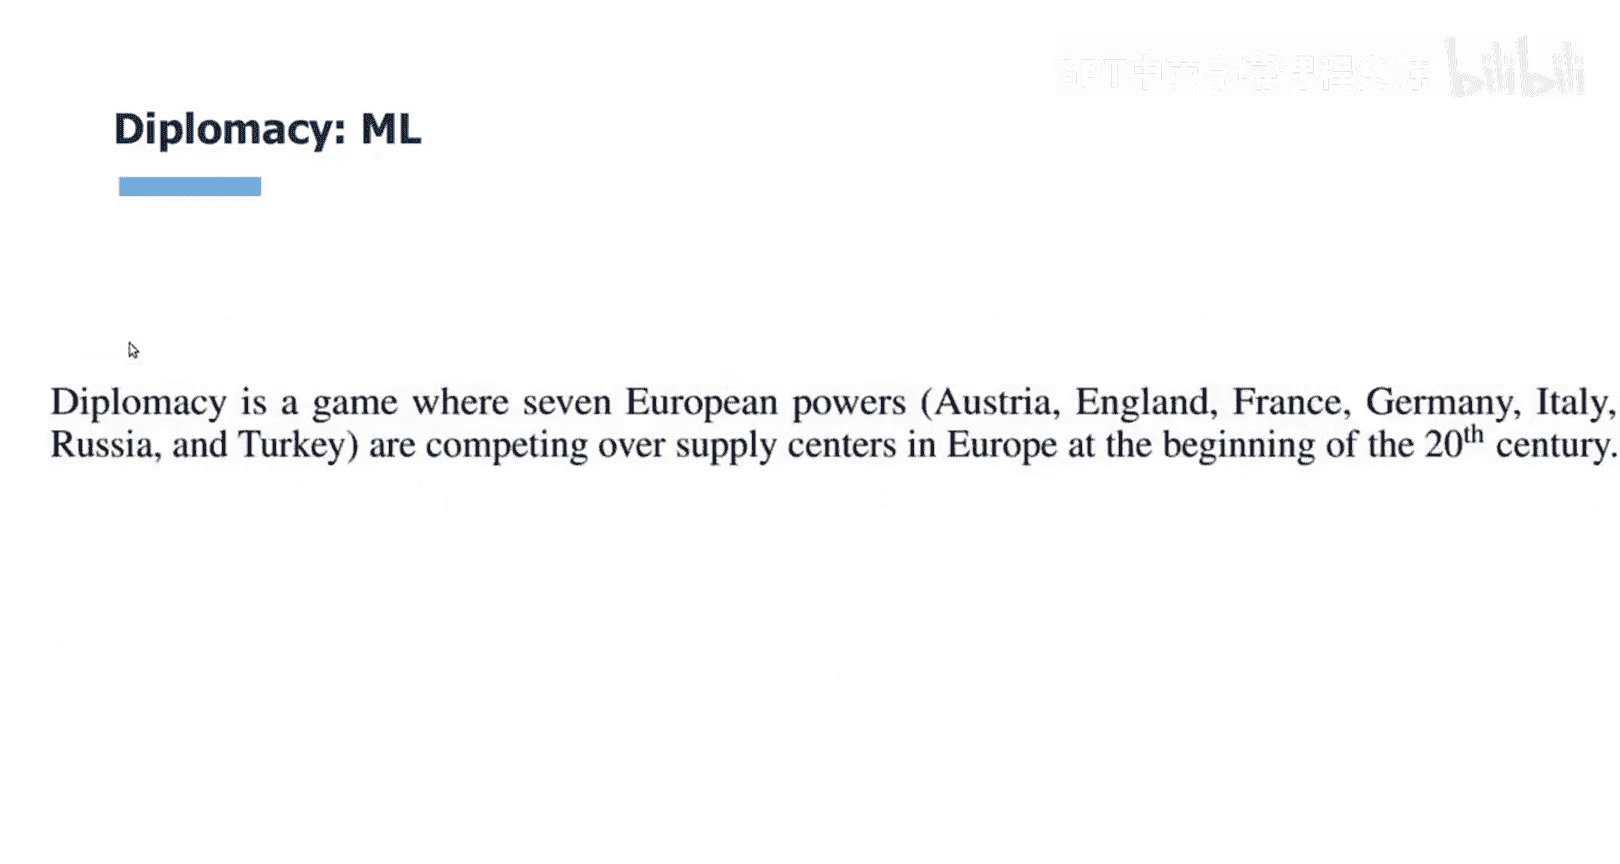 Diplomacy: ML
Diplomacy is a game where seven European powers (Austria, England, France, Germany, Italy,
Russia, and Turkey) are competing over supply centers in Europe at the beginning of the 20th century.
bilibili